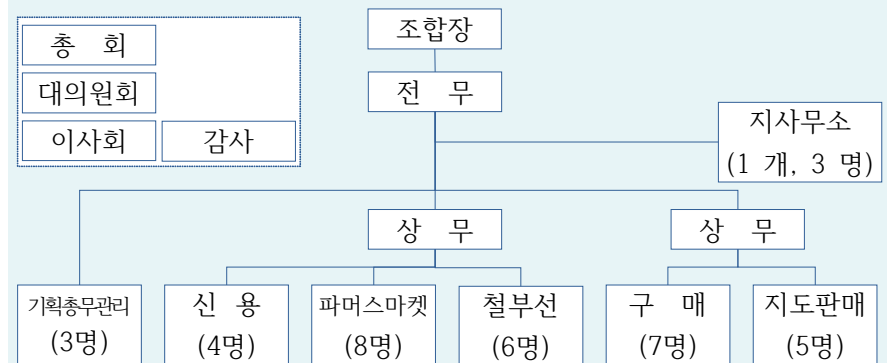 총 회
대의원회
이사회
감사
조합장
전 무
지사무소
(1 개, 3 명)
상 무
상 무
기획총무관리
(3명)
신 용
(4명)
파머스마켓
(8명)
철부선
(6명)
구 매
(7명)
지도판매
(5명)